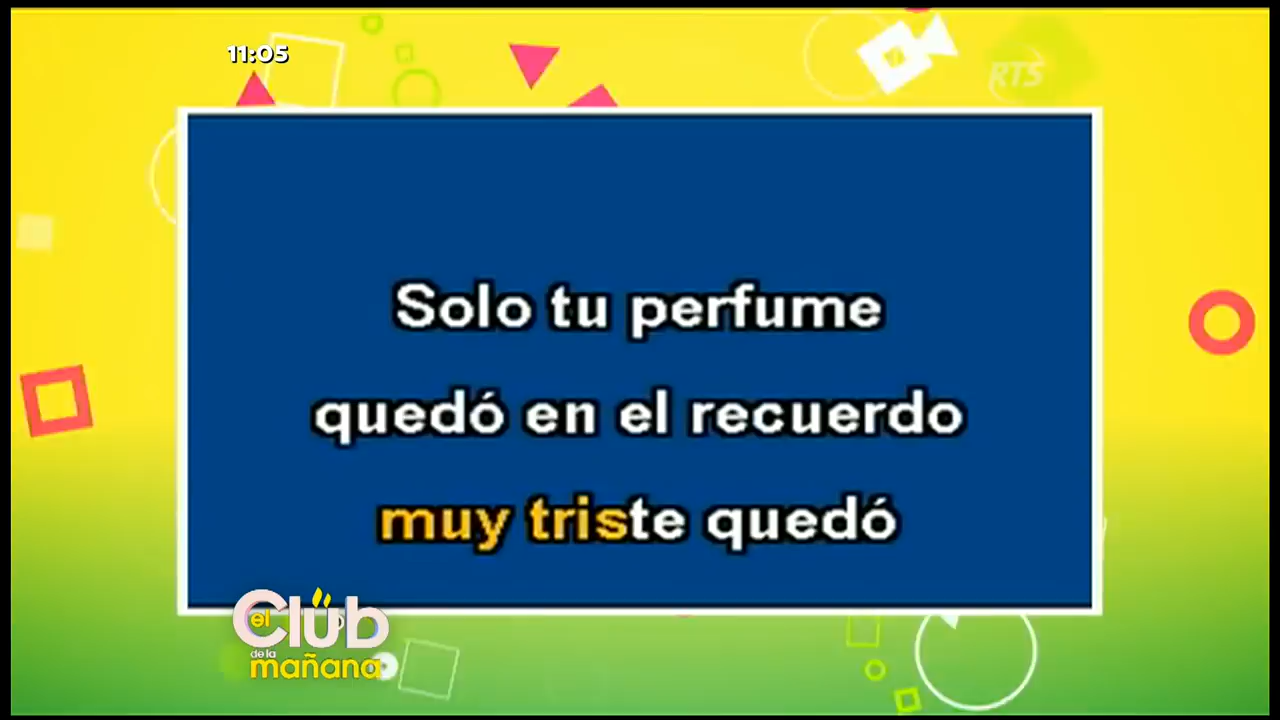 11:05
RTS
Solo tu perfume
quedó en el recuerdo
muy triste quedó
el Club
de la
mañana